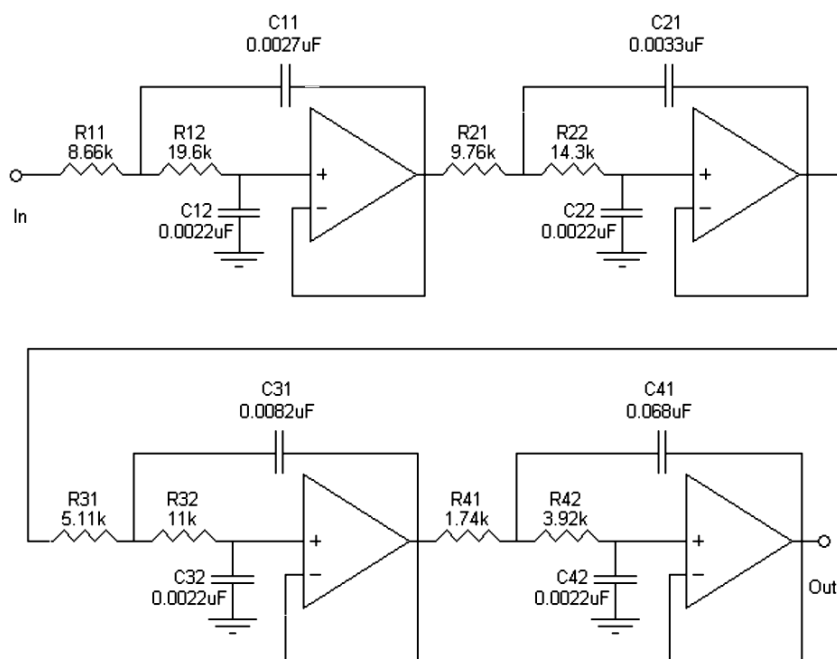 C11
0.0027uF
C21
0.0033uF
R11
8.66k
R12
19.6k
R21
9.76k
R22
14.3k
+
+
−
−
In
C12
0.0022uF
C22
0.0022uF
C31
0.0082uF
C41
0.068uF
R31
5.11k
R32
11k
R41
1.74k
R42
3.92k
+
+
−
−
C32
0.0022uF
C42
0.0022uF
Out